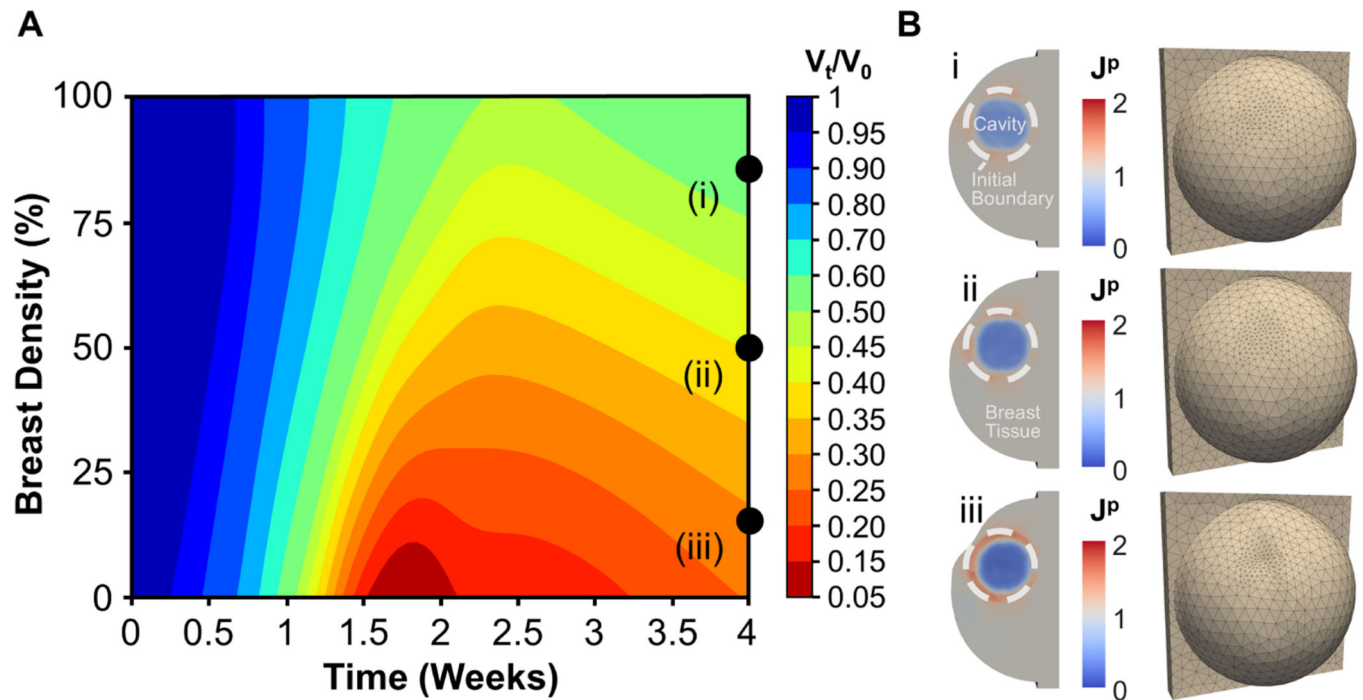 A
Breast Density (%)
100
75
50
25
0
0
0.5
1
1.5
2
2.5
3
3.5
4
Time (Weeks)
(i)
(ii)
(iii)
Vt/V0
1
0.95
0.90
0.80
0.70
0.60
0.50
0.45
0.40
0.35
0.30
0.25
0.20
0.15
0.05
B
i
Cavity
Initial
Boundary
Jᵖ
2
1
0
ii
Breast
Tissue
Jᵖ
2
1
0
iii
Jᵖ
2
1
0